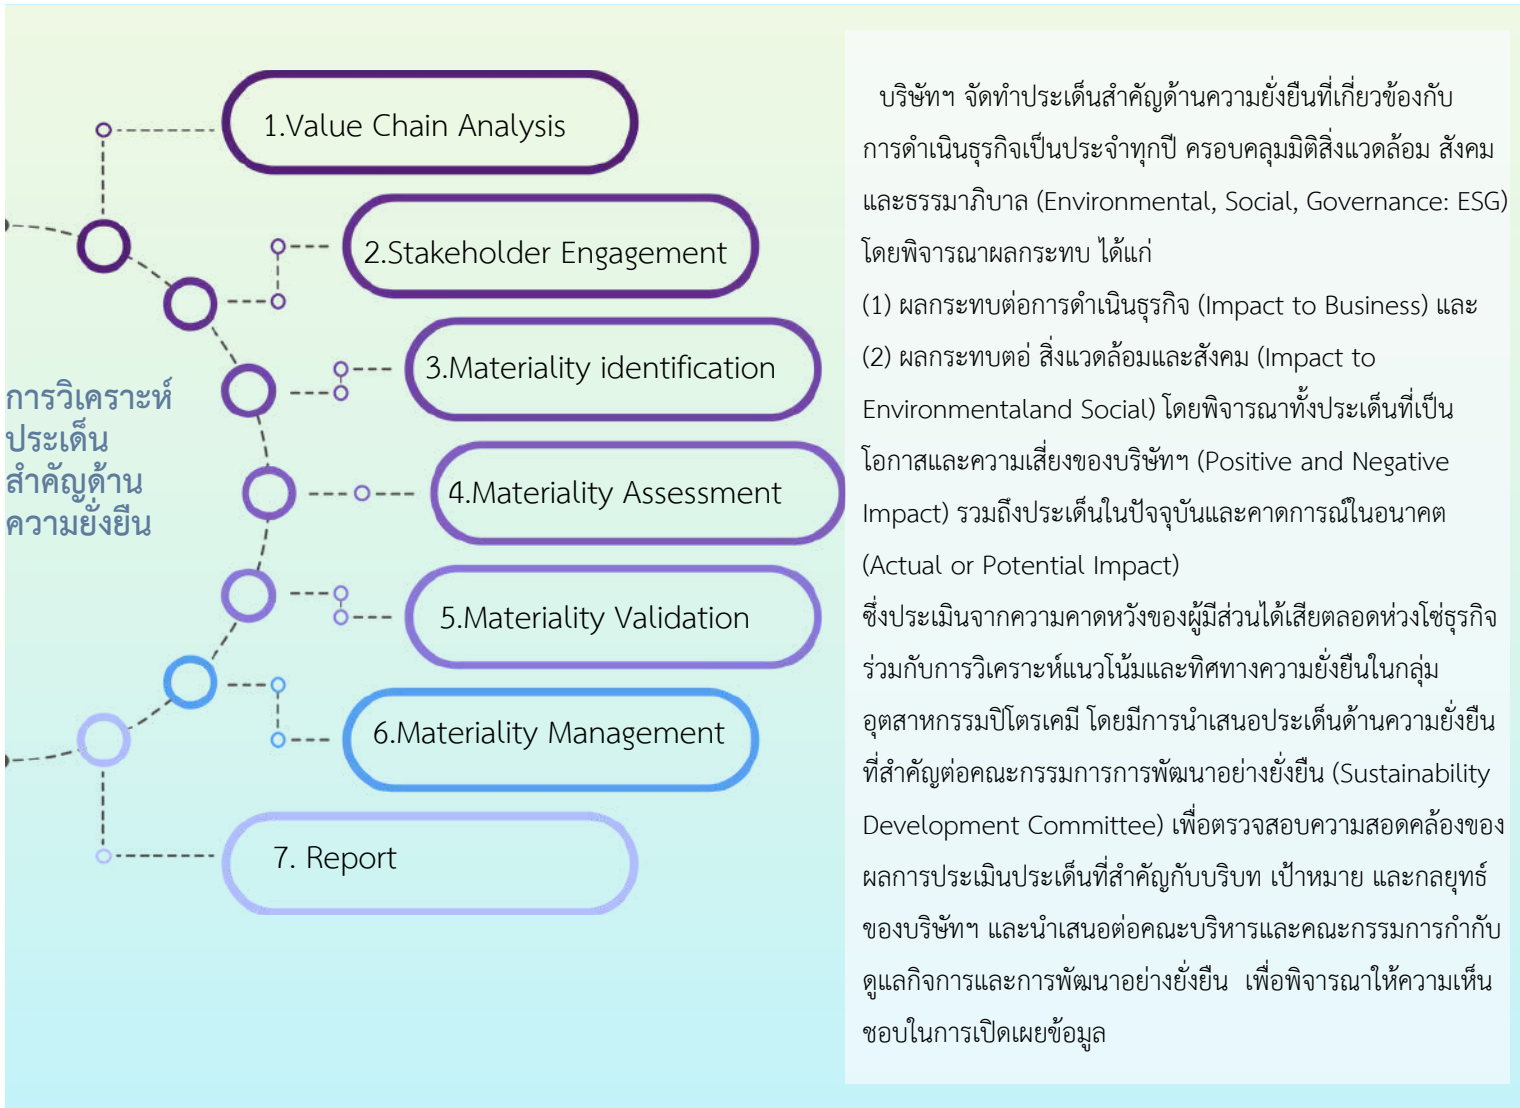 การวิเคราะห์
ประเด็น
สำคัญด้าน
ความยั่งยืน
1.Value Chain Analysis
2.Stakeholder Engagement
3.Materiality identification
4.Materiality Assessment
5.Materiality Validation
6.Materiality Management
7. Report
บริษัทฯ จัดทำประเด็นสำคัญด้านความยั่งยืนที่เกี่ยวข้องกับ
การดำเนินธุรกิจเป็นประจำทุกปี ครอบคลุมมิติสิ่งแวดล้อม สังคม
และธรรมาภิบาล (Environmental, Social, Governance: ESG)
โดยพิจารณาผลกระทบ ได้แก่
(1) ผลกระทบต่อการดำเนินธุรกิจ (Impact to Business) และ
(2) ผลกระทบตอ่ สิ่งแวดล้อมและสังคม (Impact to
Environmentaland Social) โดยพิจารณาทั้งประเด็นที่เป็น
โอกาสและความเสี่ยงของบริษัทฯ (Positive and Negative
Impact) รวมถึงประเด็นในปัจจุบันและคาดการณ์ในอนาคต
(Actual or Potential Impact)
ซึ่งประเมินจากความคาดหวังของผู้มีส่วนได้เสียตลอดห่วงโซ่ธุรกิจ
ร่วมกับการวิเคราะห์แนวโน้มและทิศทางความยั่งยืนในกลุ่ม
อุตสาหกรรมปิโตรเคมี โดยมีการนำเสนอประเด็นด้านความยั่งยืน
ที่สำคัญต่อคณะกรรมการการพัฒนาอย่างยั่งยืน (Sustainability
Development Committee) เพื่อตรวจสอบความสอดคล้องของ
ผลการประเมินประเด็นที่สำคัญกับบริบท เป้าหมาย และกลยุทธ์
ของบริษัทฯ และนำเสนอต่อคณะบริหารและคณะกรรมการกำกับ
ดูแลกิจการและการพัฒนาอย่างยั่งยืน เพื่อพิจารณาให้ความเห็น
ชอบในการเปิดเผยข้อมูล